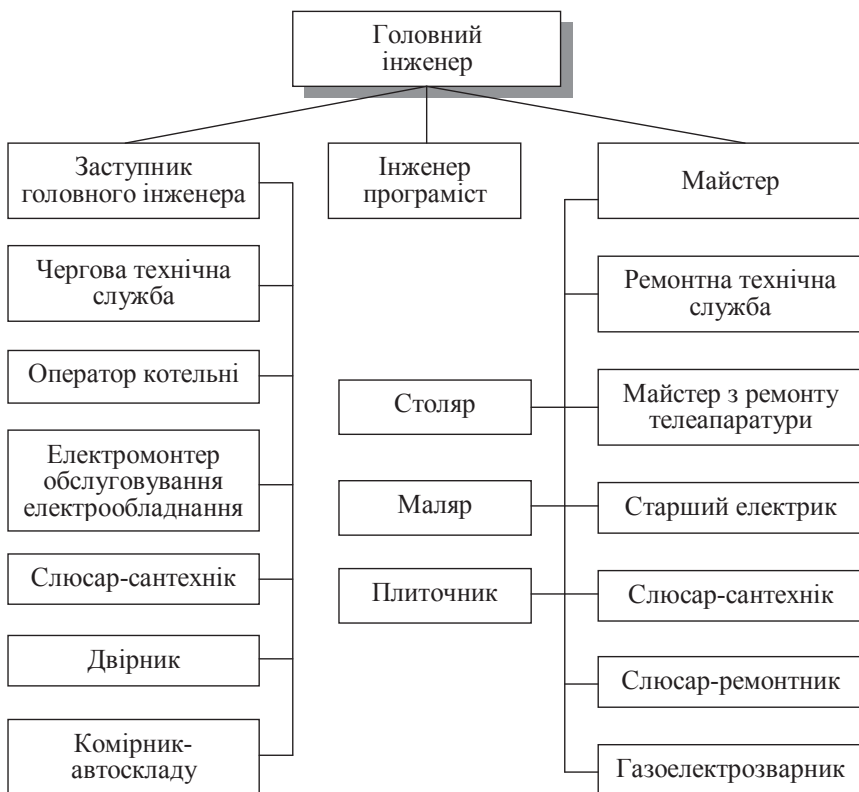 Головний
інженер
Заступник
головного інженера
Інженер
програміст
Майстер
Чергова технічна
служба
Ремонтна технічна
служба
Оператор котельні
Столяр
Майстер з ремонту
телеапаратури
Електромонтер
обслуговування
електрообладнання
Маляр
Старший електрик
Слюсар-сантехнік
Плиточник
Слюсар-сантехнік
Двірник
Слюсар-ремонтник
Комірник-
автоскладу
Газоелектрозварник